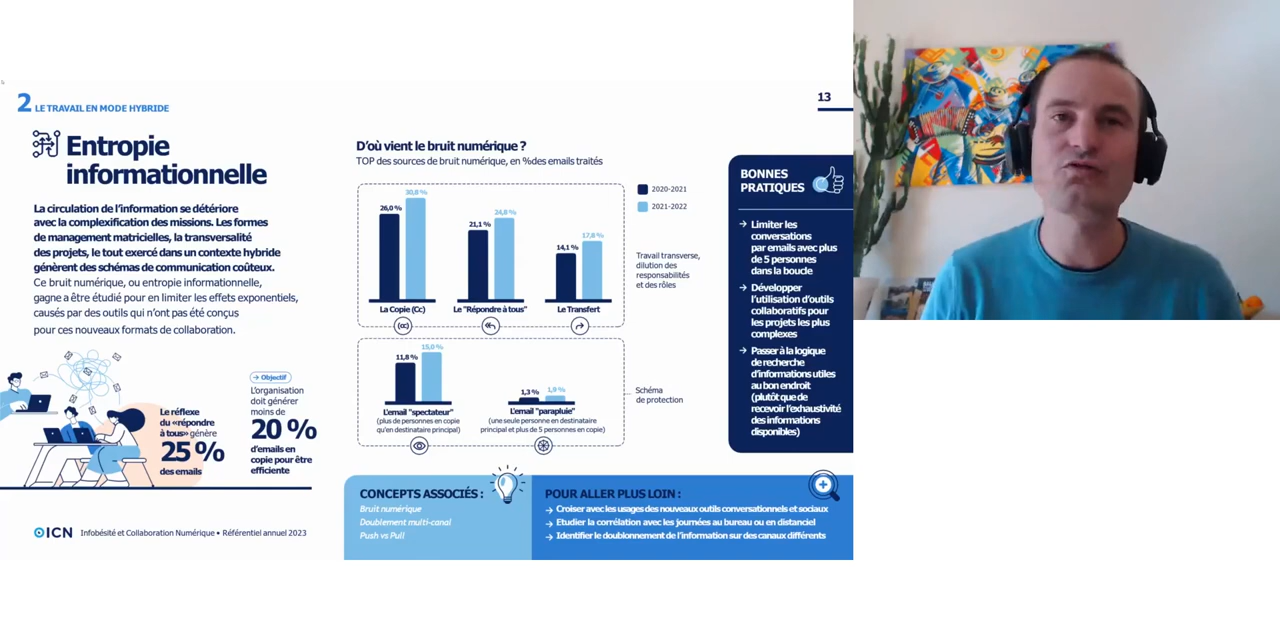 2 LE TRAVAIL EN MODE HYBRIDE
13
Entropie
informationnelle
La circulation de l'information se détériore
avec la complexification des missions. Les formes
de management matricielles, la transversalité
des projets, le tout exercé dans un contexte hybride
génèrent des schémas de communication coûteux.
Ce bruit numérique, ou entropie informationnelle,
gagne a être étudié pour en limiter les effets exponentiels,
causés par des outils qui n'ont pas été conçus
pour ces nouveaux formats de collaboration.
Le réflexe
du «répondre
à tous» génère
25 %
des emails
→ Objectif
L'organisation
doit générer
moins de
20 %
d'emails en
copie pour être
efficiente
D'où vient le bruit numérique ?
TOP des sources de bruit numérique, en %des emails traités
2020-2021
2021-2022
26,0 %
30,8 %
21,1 %
24,8 %
14,1 %
17,8 %
La Copie (Cc)
Le "Répondre à tous"
Le Transfert
CC
Travail transverse,
dilution des
responsabilités
et des rôles
11,8 %
15,0 %
1,3 %
1,9 %
L'email "spectateur"
(plus de personnes en copie
qu'en destinataire principal)
L'email "parapluie"
(une seule personne en destinataire
principal et plus de 5 personnes en copie)
Schéma
de protection
BONNES
PRATIQUES
→ Limiter les
conversations
par emails avec plus
de 5 personnes
dans la boucle
→ Développer
l'utilisation d'outils
collaboratifs pour
les projets les plus
complexes
→ Passer à la logique
de recherche
d'informations utiles
au bon endroit
(plutôt que de
recevoir l'exhaustivité
des informations
disponibles)
CONCEPTS ASSOCIÉS :
Bruit numérique
Doublement multi-canal
Push vs Pull
POUR ALLER PLUS LOIN :
→ Croiser avec les usages des nouveaux outils conversationnels et sociaux
→ Etudier la corrélation avec les journées au bureau ou en distanciel
→ Identifier le doublonnement de l'information sur des canaux différents
OICN Infobésité et Collaboration Numérique • Référentiel annuel 2023